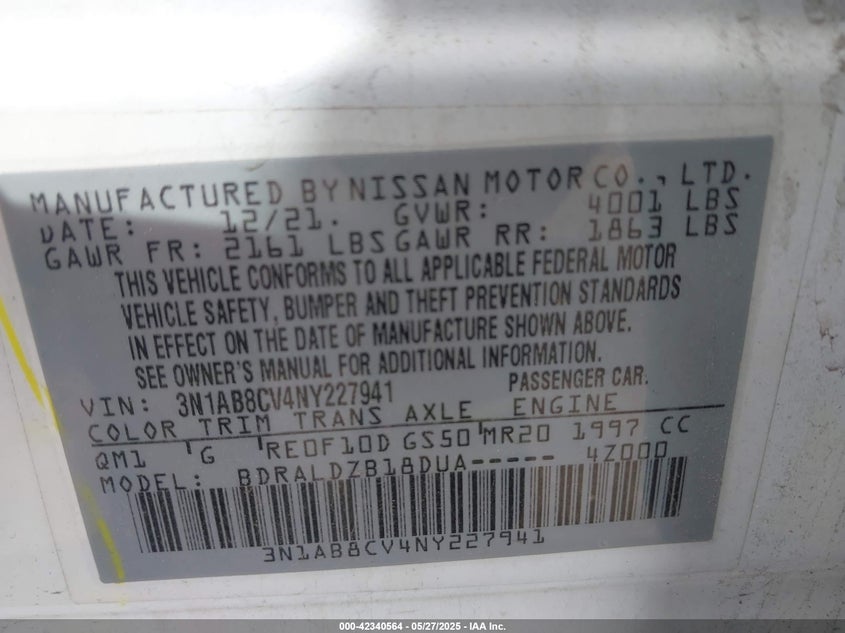 MANUFACTURED BY NISSAN MOTOR CO., LTD.
DATE: 12/21. GVWR: 4001 LBS
GAWR FR: 2161 LBS GAWR RR: 1863 LBS
THIS VEHICLE CONFORMS TO ALL APPLICABLE FEDERAL MOTOR
VEHICLE SAFETY, BUMPER AND THEFT PREVENTION STANDARDS
IN EFFECT ON THE DATE OF MANUFACTURE SHOWN ABOVE.
SEE OWNER'S MANUAL FOR ADDITIONAL INFORMATION.
VIN: 3N1AB8CV4NY227941 PASSENGER CAR.
COLOR TRIM TRANS AXLE ENGINE
QM1 G RE0F10D GS50 MR20 1997 CC
MODEL: BDRALDZB18DUA----- 4Z000
3N1AB8CV4NY227941
000-42340564 - 05/27/2025 - IAA Inc.